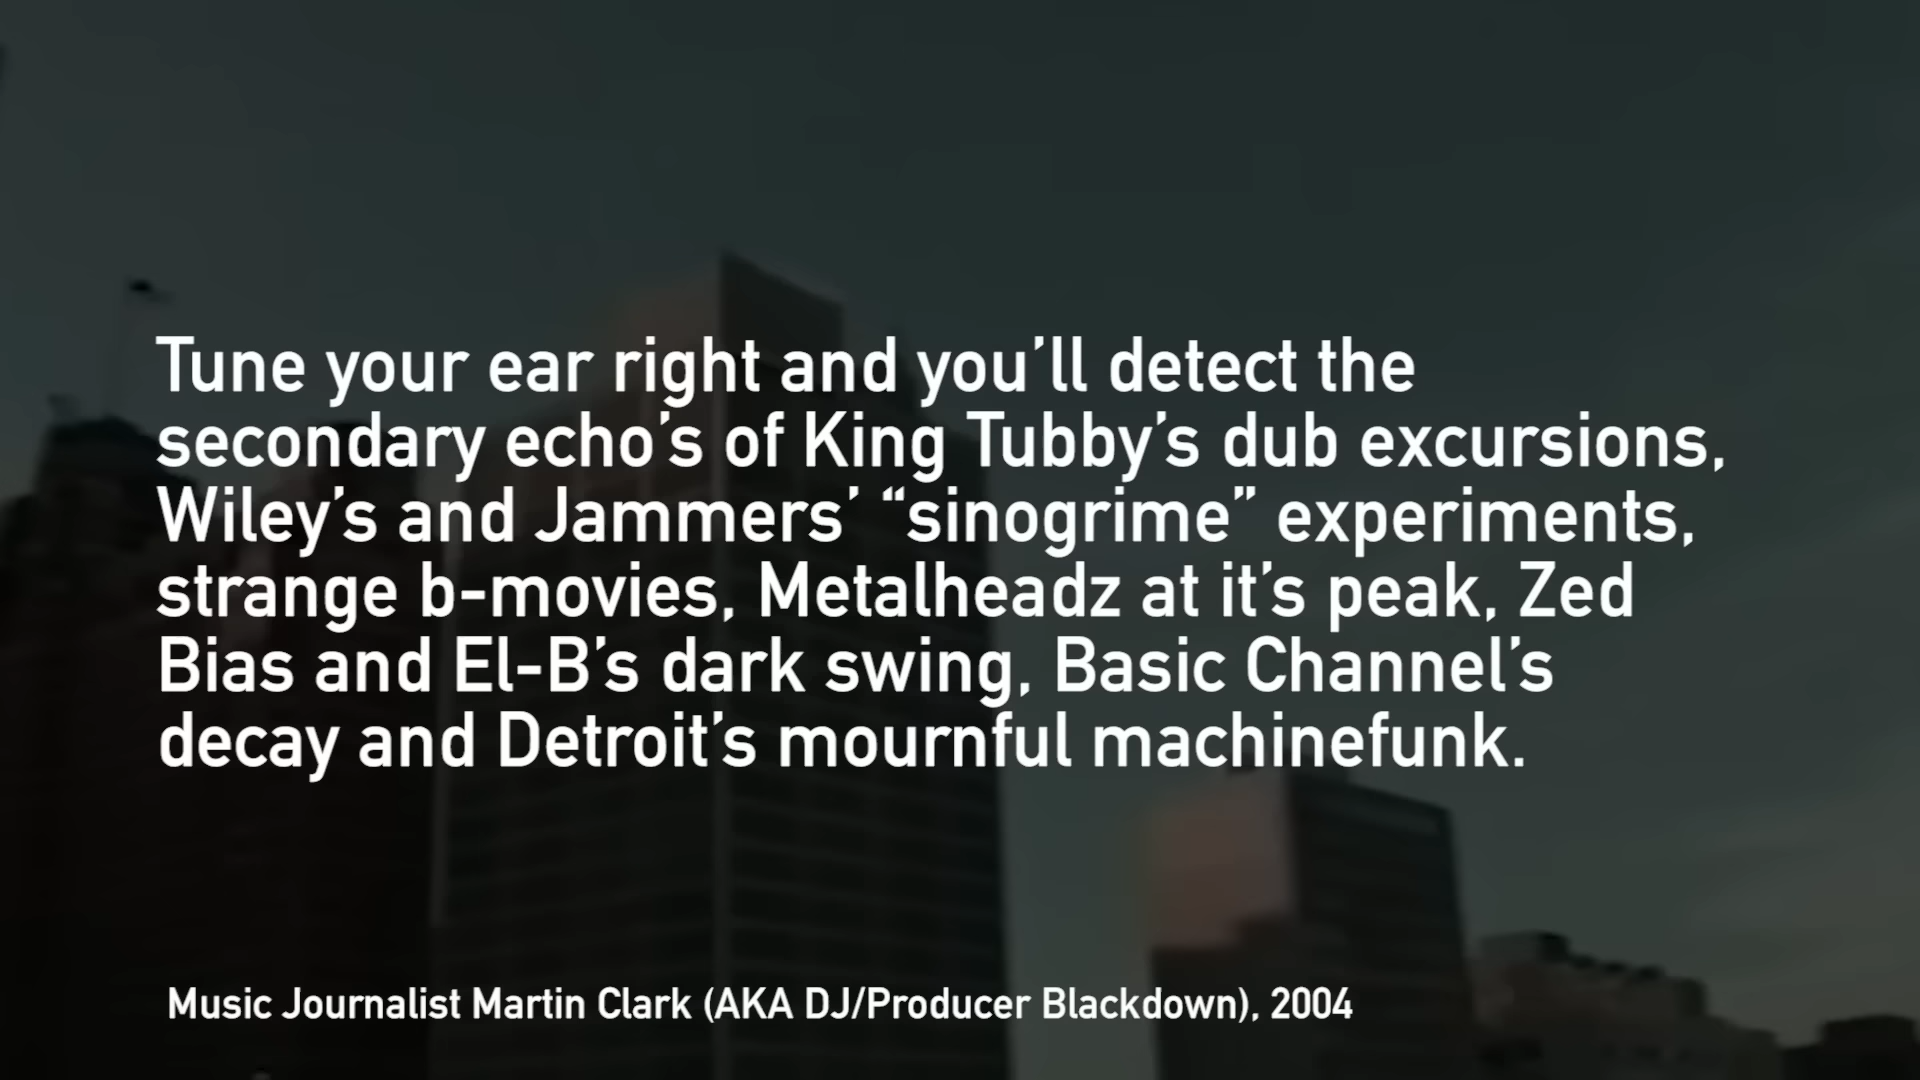 Tune your ear right and you’ll detect the
secondary echo’s of King Tubby’s dub excursions,
Wiley’s and Jammers’ “sinogrime” experiments,
strange b-movies, Metalheadz at it’s peak, Zed
Bias and El-B’s dark swing, Basic Channel’s
decay and Detroit’s mournful machinefunk.
Music Journalist Martin Clark (AKA DJ/Producer Blackdown), 2004